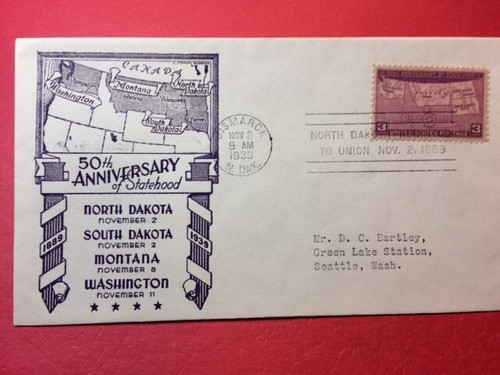 CANADA
Washington
Montana
North Dakota
South Dakota
50th
ANNIVERSARY
of Statehood
1889
1939
NORTH DAKOTA
NOVEMBER 2
SOUTH DAKOTA
NOVEMBER 2
MONTANA
NOVEMBER 8
WASHINGTON
NOVEMBER 11
BISMARCK
NOV 2
9 AM
1939
N. DAK.
NORTH DAK
TO UNION NOV. 2, 1889
3 UNITED STATES POSTAGE 3
Mr. D. C. Bartley,
Green Lake Station,
Seattle, Wash.